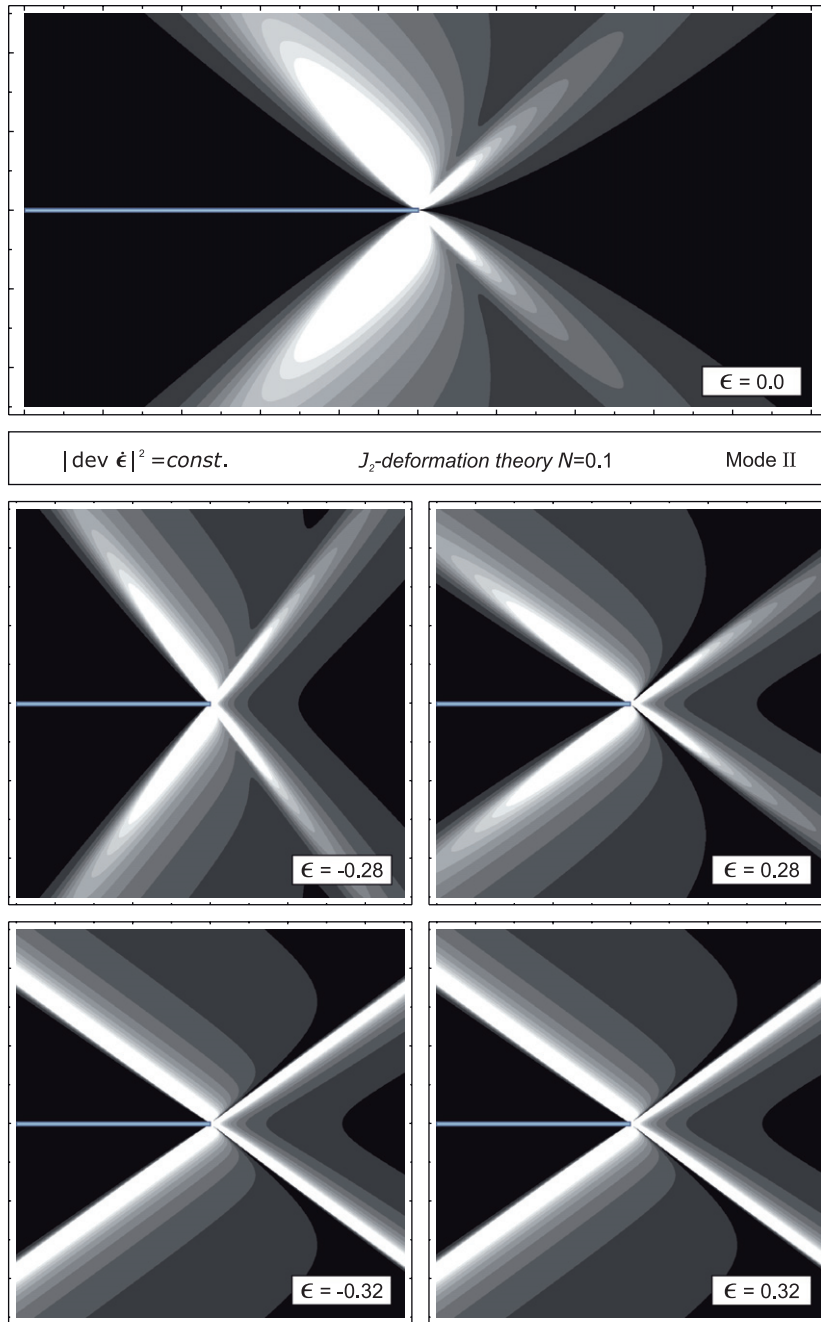 ϵ = 0.0
|dev ϵ̇|² =const. J₂-deformation theory N=0.1 Mode II
ϵ = -0.28
ϵ = 0.28
ϵ = -0.32
ϵ = 0.32